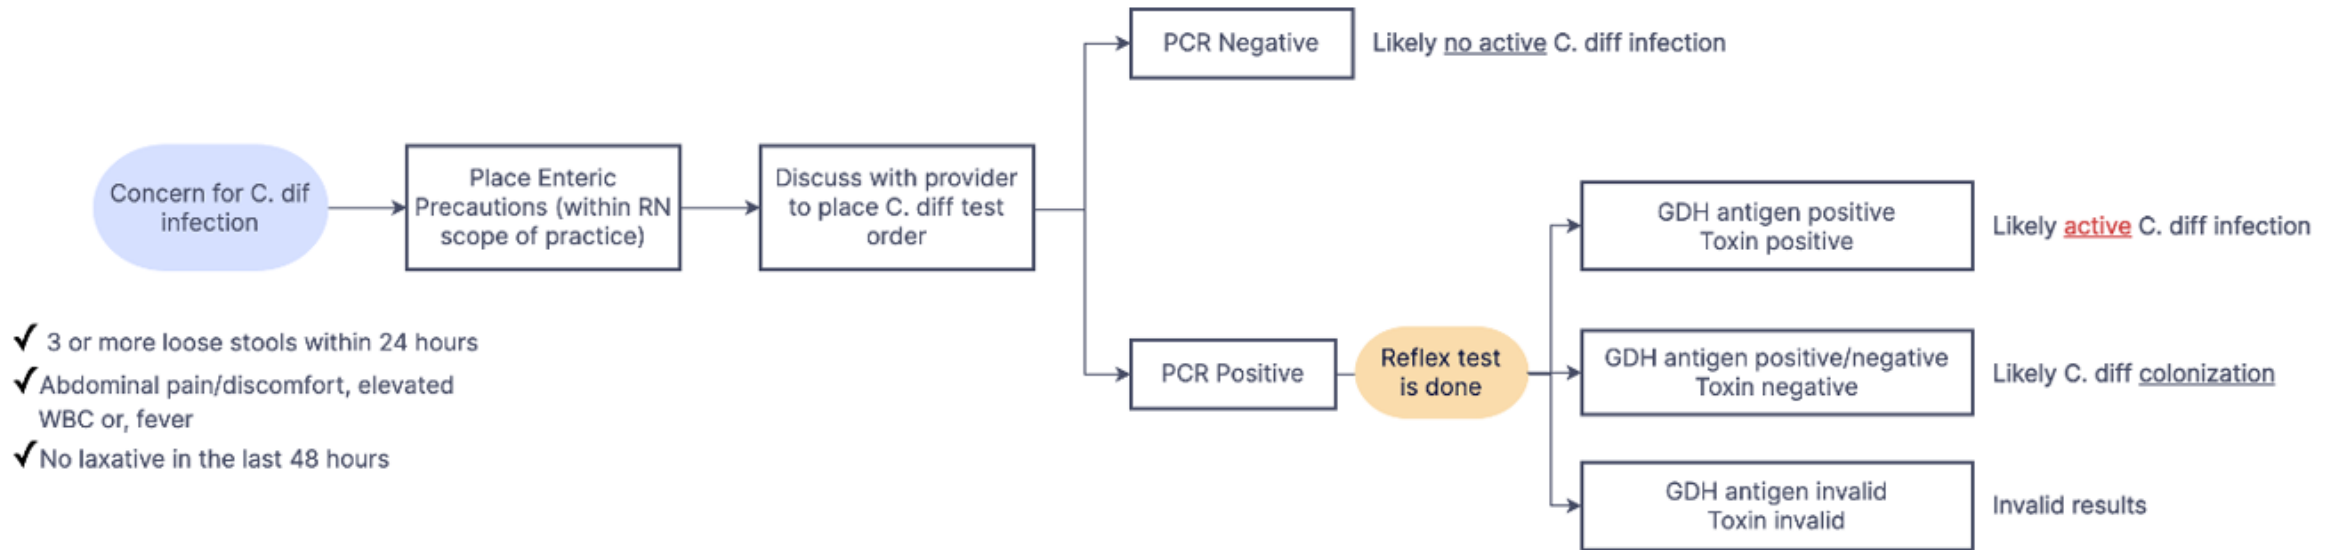 Concern for C. dif
infection
✓ 3 or more loose stools within 24 hours
✓ Abdominal pain/discomfort, elevated
WBC or, fever
✓ No laxative in the last 48 hours
Place Enteric
Precautions (within RN
scope of practice)
Discuss with provider
to place C. diff test
order
PCR Negative
Likely no active C. diff infection
PCR Positive
Reflex test
is done
GDH antigen positive
Toxin positive
Likely active C. diff infection
GDH antigen positive/negative
Toxin negative
Likely C. diff colonization
GDH antigen invalid
Toxin invalid
Invalid results